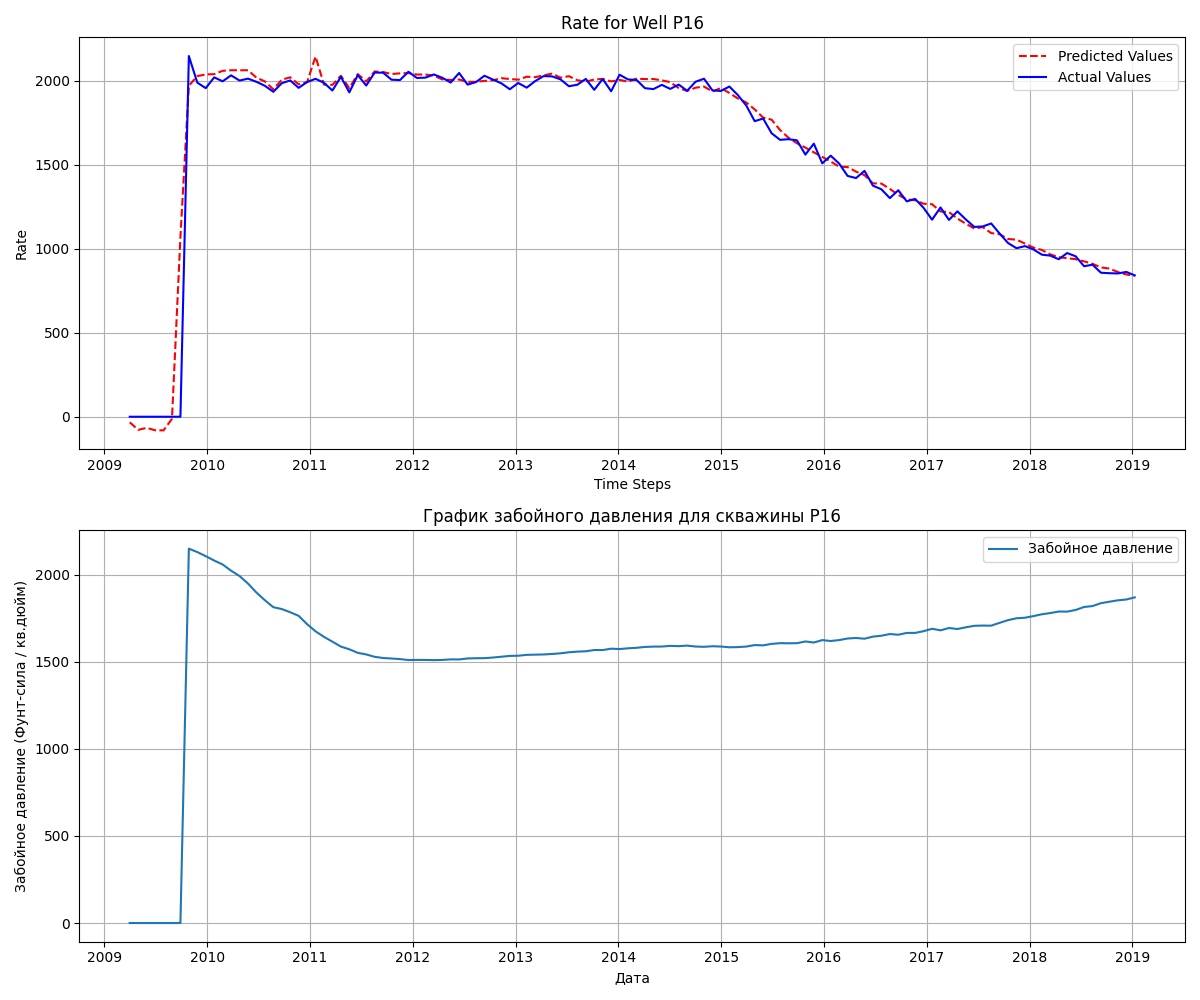 Rate for Well P16
Predicted Values
Actual Values
2000
1500
1000
500
0
Rate
2009 2010 2011 2012 2013 2014 2015 2016 2017 2018 2019
Time Steps
График забойного давления для скважины P16
Забойное давление
2000
1500
1000
500
0
Забойное давление (Фунт-сила / кв.дюйм)
2009 2010 2011 2012 2013 2014 2015 2016 2017 2018 2019
Дата